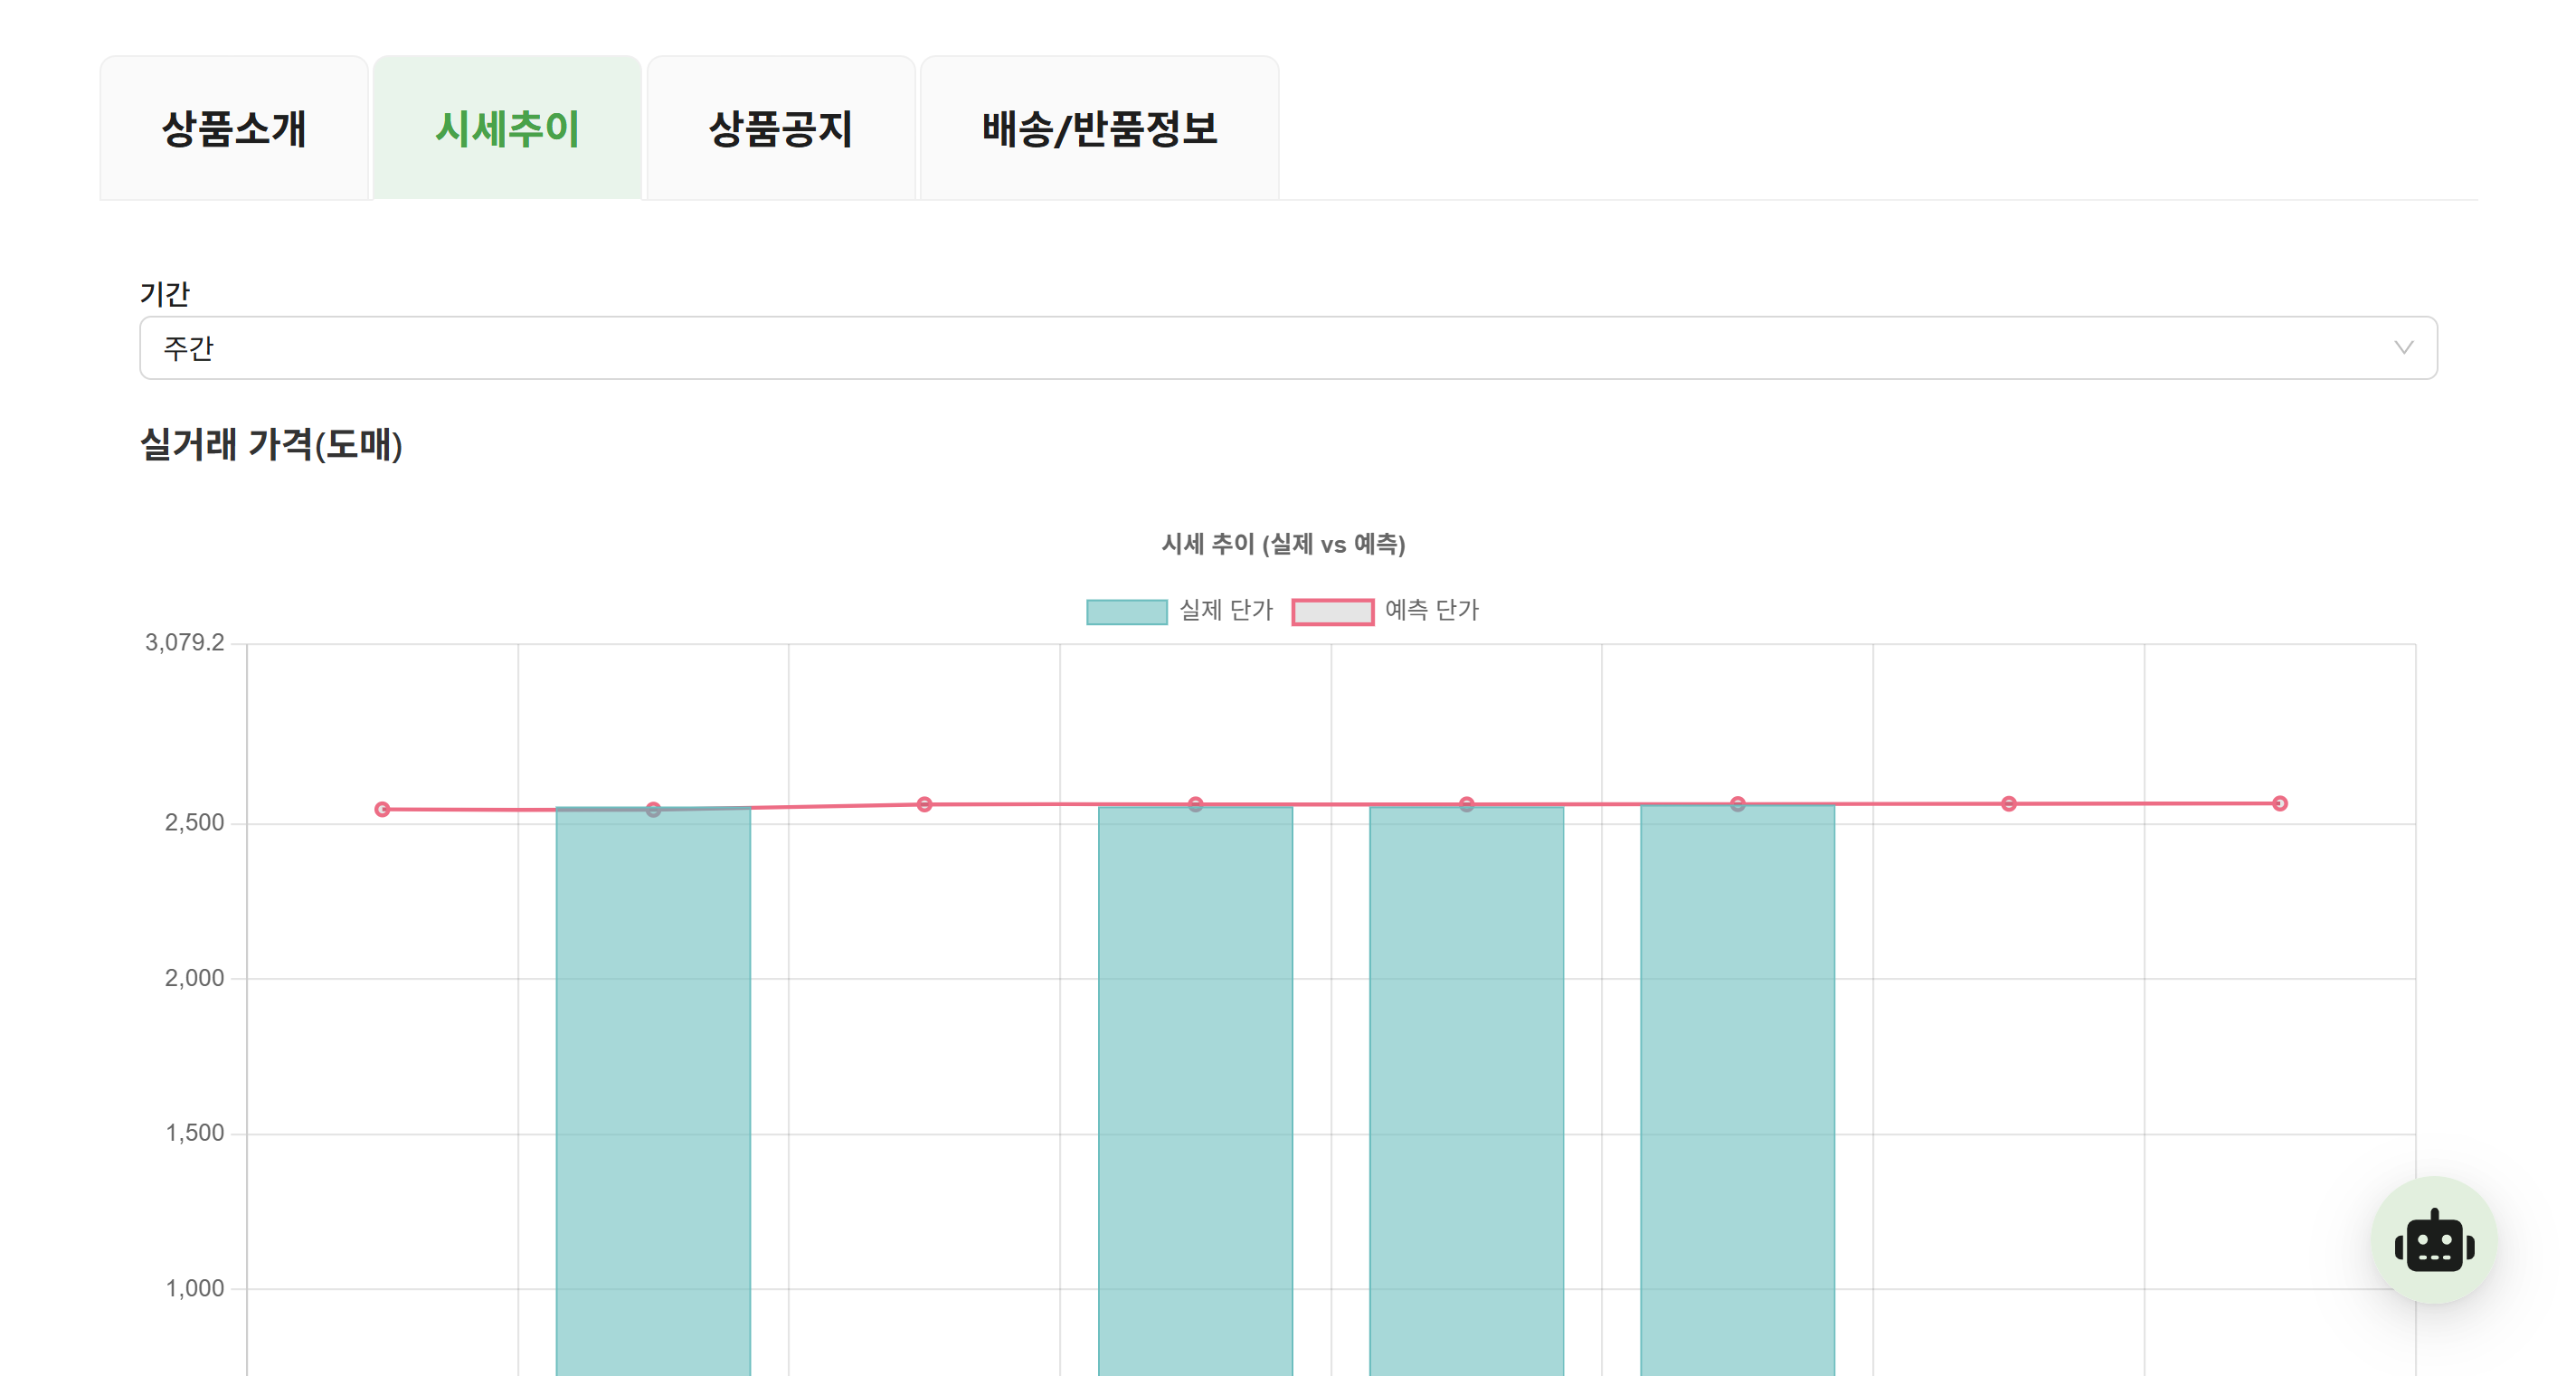 상품소개 시세추이 상품공지 배송/반품정보
기간
주간
실거래 가격(도매)
시세 추이 (실제 vs 예측)
실제 단가 예측 단가
3,079.2
2,500
2,000
1,500
1,000